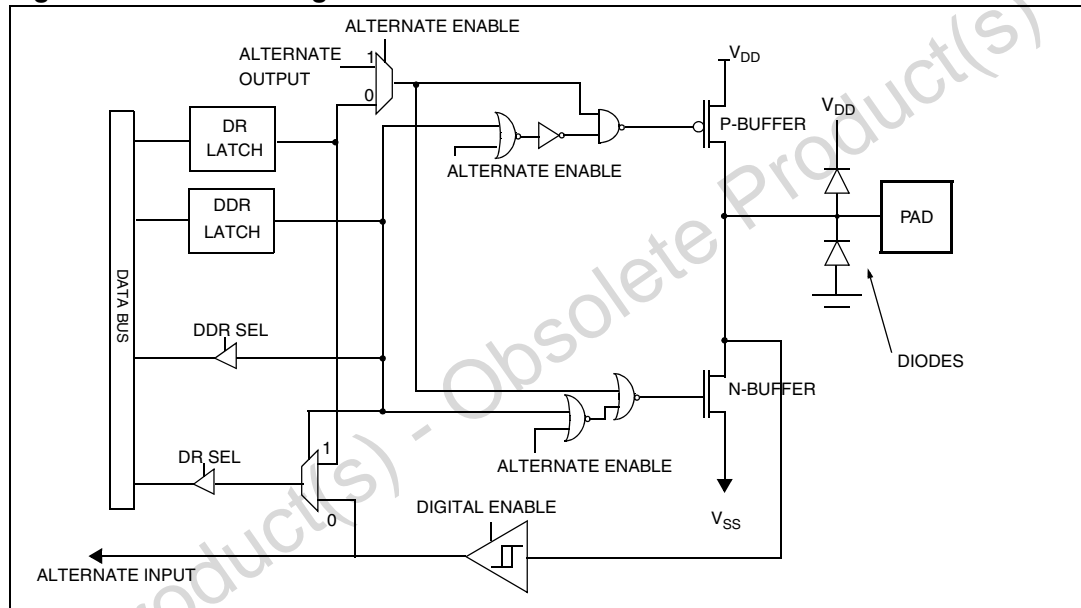 ALTERNATE ENABLE
ALTERNATE
OUTPUT
1
0
V_DD
P-BUFFER
V_DD
DR
LATCH
ALTERNATE ENABLE
DDR
LATCH
PAD
DATA BUS
DDR SEL
DIODES
N-BUFFER
1
DR SEL
ALTERNATE ENABLE
0
DIGITAL ENABLE
V_SS
ALTERNATE INPUT
Product(s) - Obsolete Product(s)